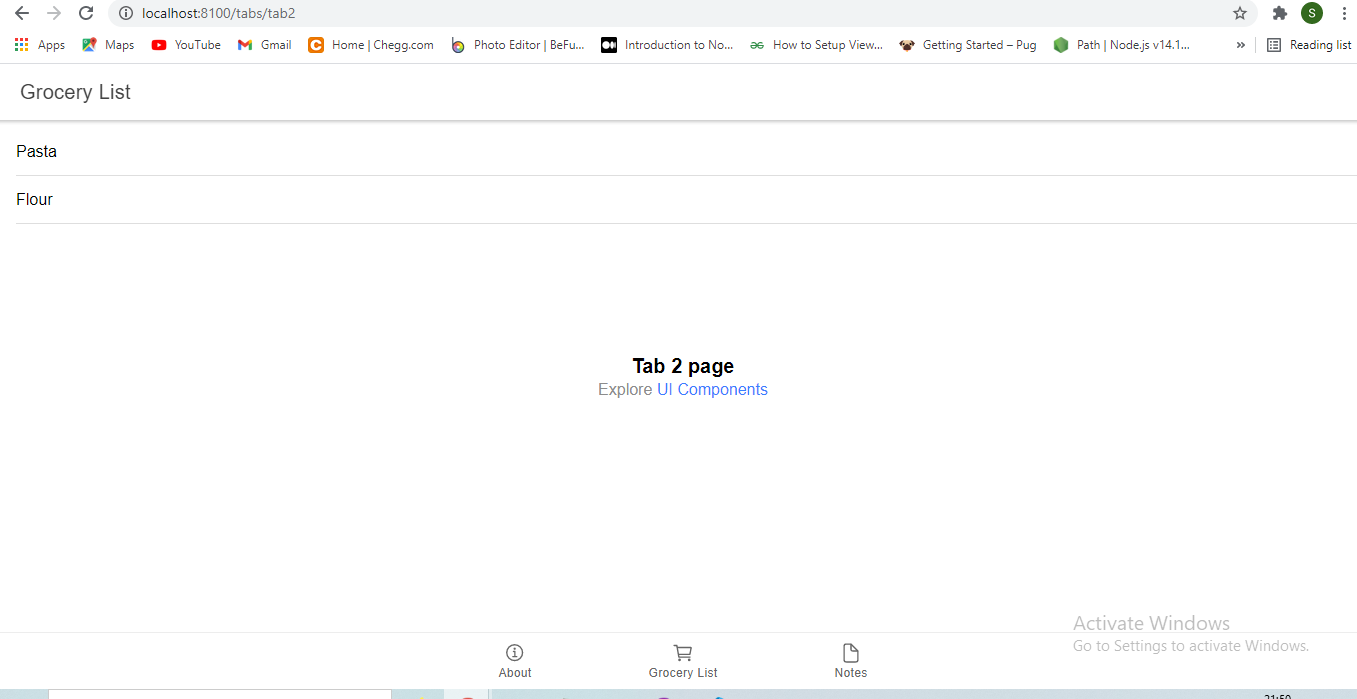 localhost:8100/tabs/tab2
S
Apps Maps YouTube Gmail C Home | Chegg.com Photo Editor | BeFu... Introduction to No... How to Setup View... Getting Started – Pug Path | Node.js v14.1... » Reading list
Grocery List
Pasta
Flour
Tab 2 page
Explore UI Components
Activate Windows
Go to Settings to activate Windows.
About Grocery List Notes